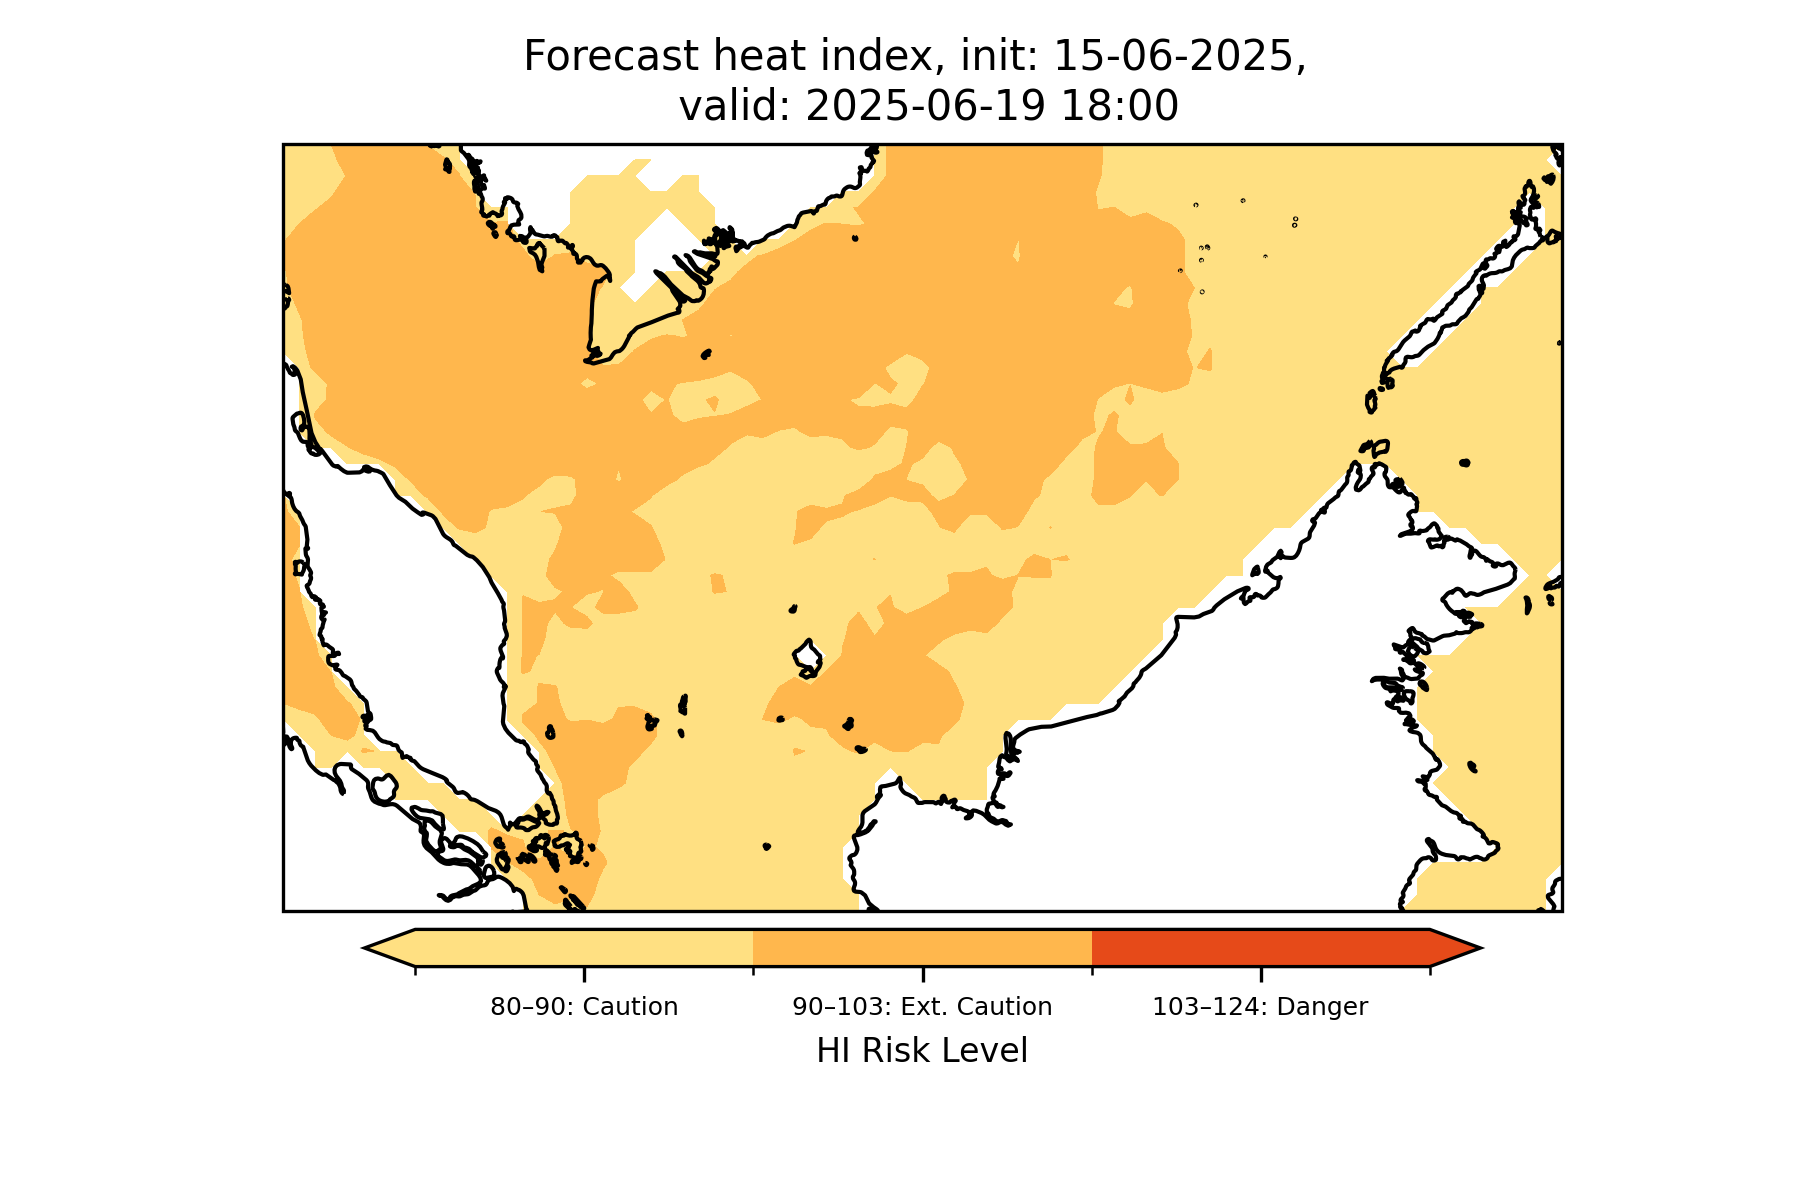 Forecast heat index, init: 15-06-2025,
valid: 2025-06-19 18:00
80–90: Caution
90–103: Ext. Caution
103–124: Danger
HI Risk Level